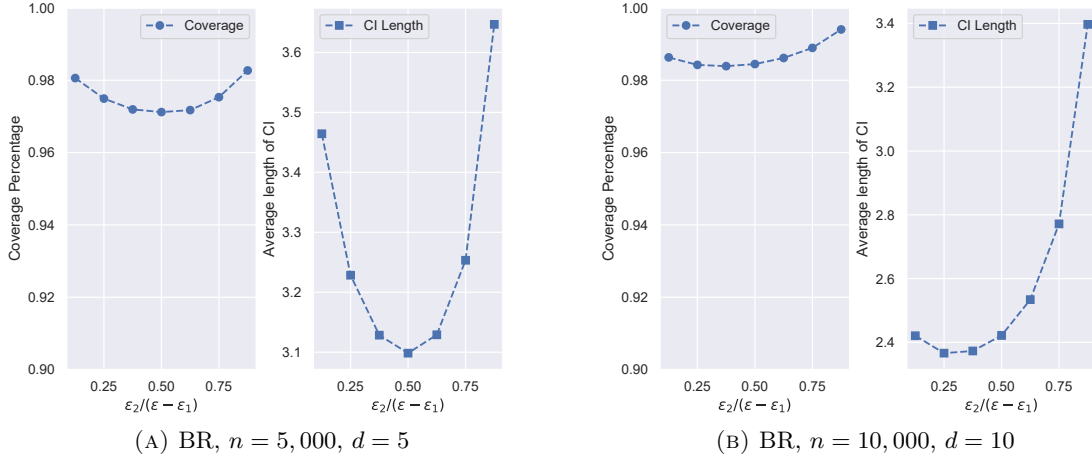 1.00
0.98
0.96
0.94
0.92
0.90
Coverage Percentage
Coverage
0.25 0.50 0.75
ε₂/(ε − ε₁)
3.6
3.5
3.4
3.3
3.2
3.1
Average length of CI
CI Length
0.25 0.50 0.75
ε₂/(ε − ε₁)
(A) BR, n = 5,000, d = 5
1.00
0.98
0.96
0.94
0.92
0.90
Coverage Percentage
Coverage
0.25 0.50 0.75
ε₂/(ε − ε₁)
3.4
3.2
3.0
2.8
2.6
2.4
Average length of CI
CI Length
0.25 0.50 0.75
ε₂/(ε − ε₁)
(B) BR, n = 10,000, d = 10